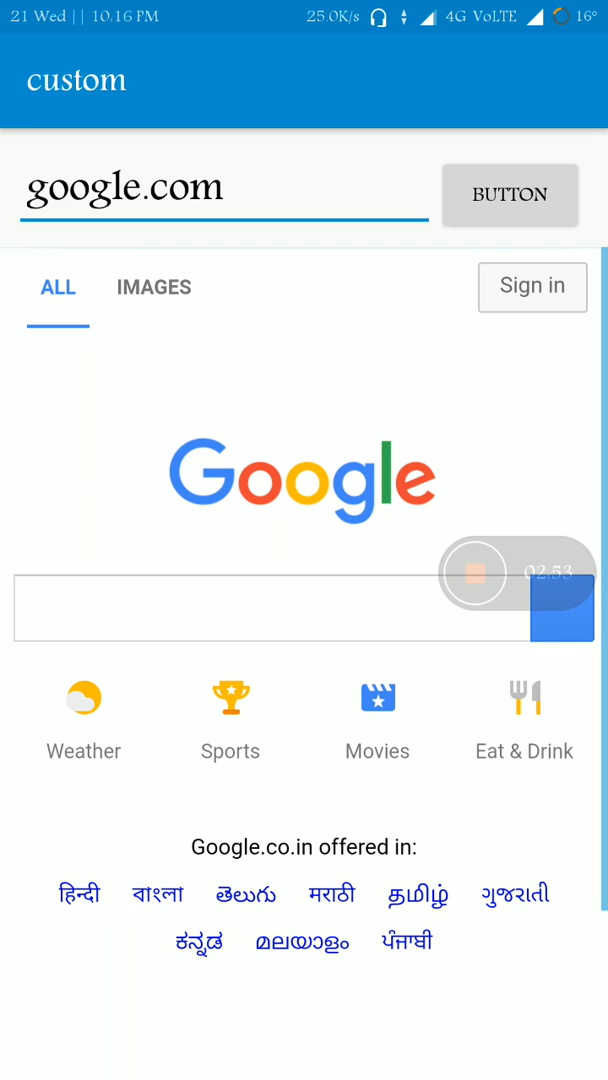 21 Wed || 10.16 PM 25.0K/s 4G VoLTE 16°
custom
google.com BUTTON
ALL IMAGES Sign in
Google
02.53
Weather Sports Movies Eat & Drink
Google.co.in offered in:
हिन्दी বাংলা తెలుగు मराठी தமிழ் ગુજરાતી
ಕನ್ನಡ മലയാളം ਪੰਜਾਬੀ